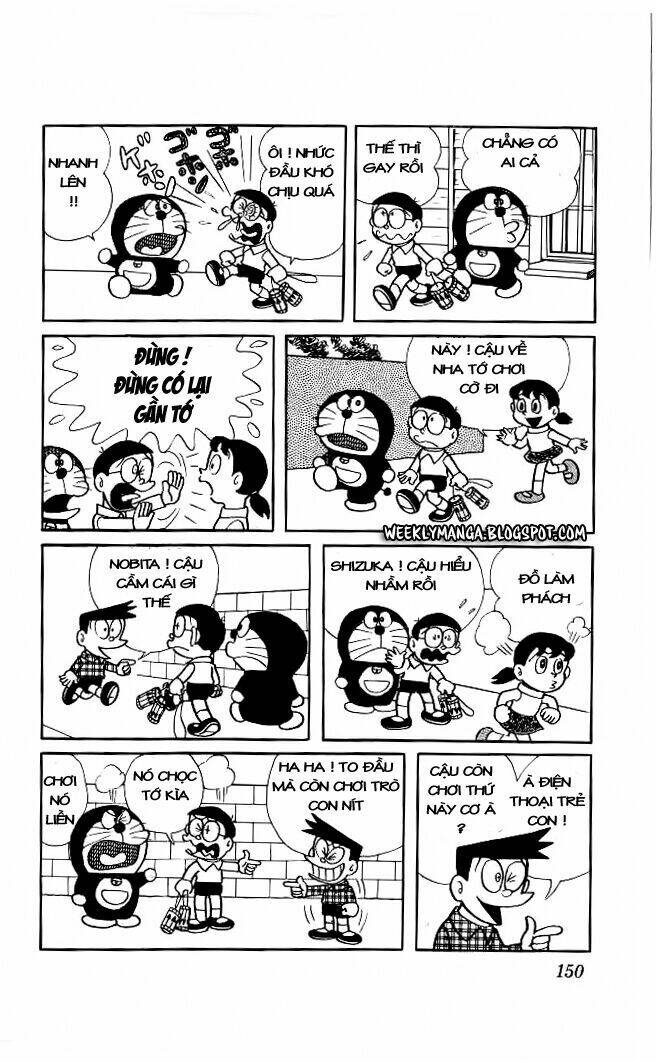 CHẲNG CÓ
AI CẢ
THẾ THÌ
GAY RỒI
ÔI ! NHỨC
ĐẦU KHÓ
CHỊU QUÁ
NHANH
LÊN
!!
NÀY ! CẬU VỀ
NHA TỚ CHƠI
CỜ ĐI
WEEKLYMANGA.BLOGSPOT.COM
ĐỪNG !
ĐỪNG CÓ LẠI
GẦN TỚ
ĐỒ LÀM
PHÁCH
SHIZUKA ! CẬU HIỂU
NHẦM RỒI
NOBITA ! CẬU
CẦM CÁI GÌ
THẾ
À ĐIỆN
THOẠI TRẺ
CON !
CẬU CÒN
CHƠI THỨ
NÀY CƠ À
?
HA HA ! TO ĐẦU
MÀ CÒN CHƠI TRÒ
CON NÍT
NÓ CHỌC
TỚ KÌA
CHƠI
NÓ
LIỀN
150